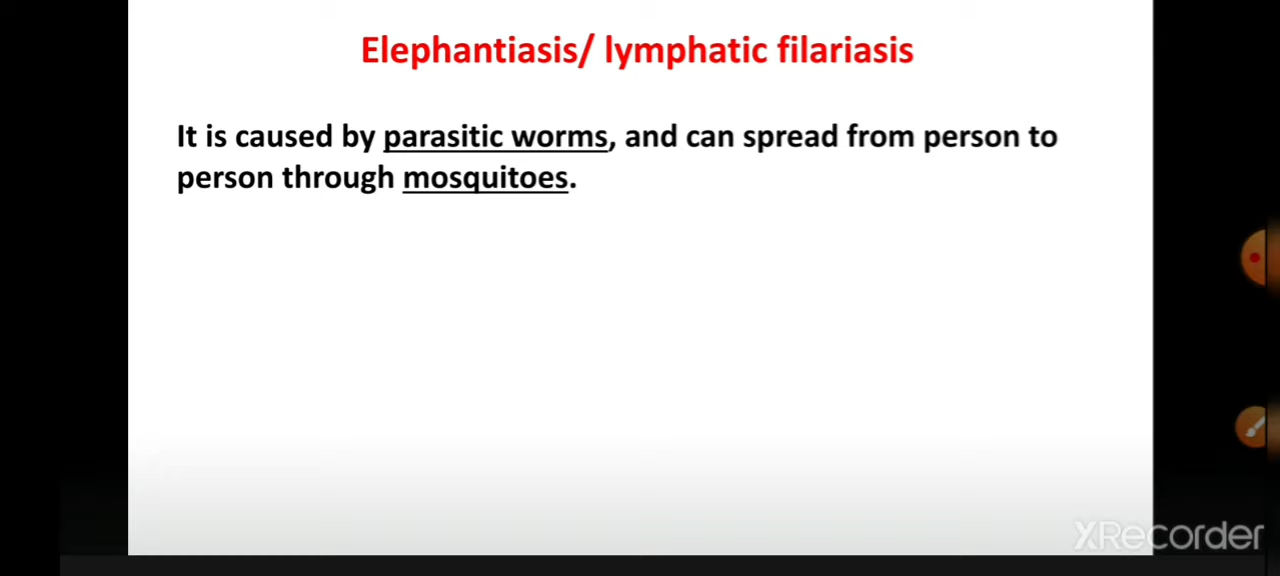 Elephantiasis/ lymphatic filariasis
It is caused by parasitic worms, and can spread from person to
person through mosquitoes.
XRecorder